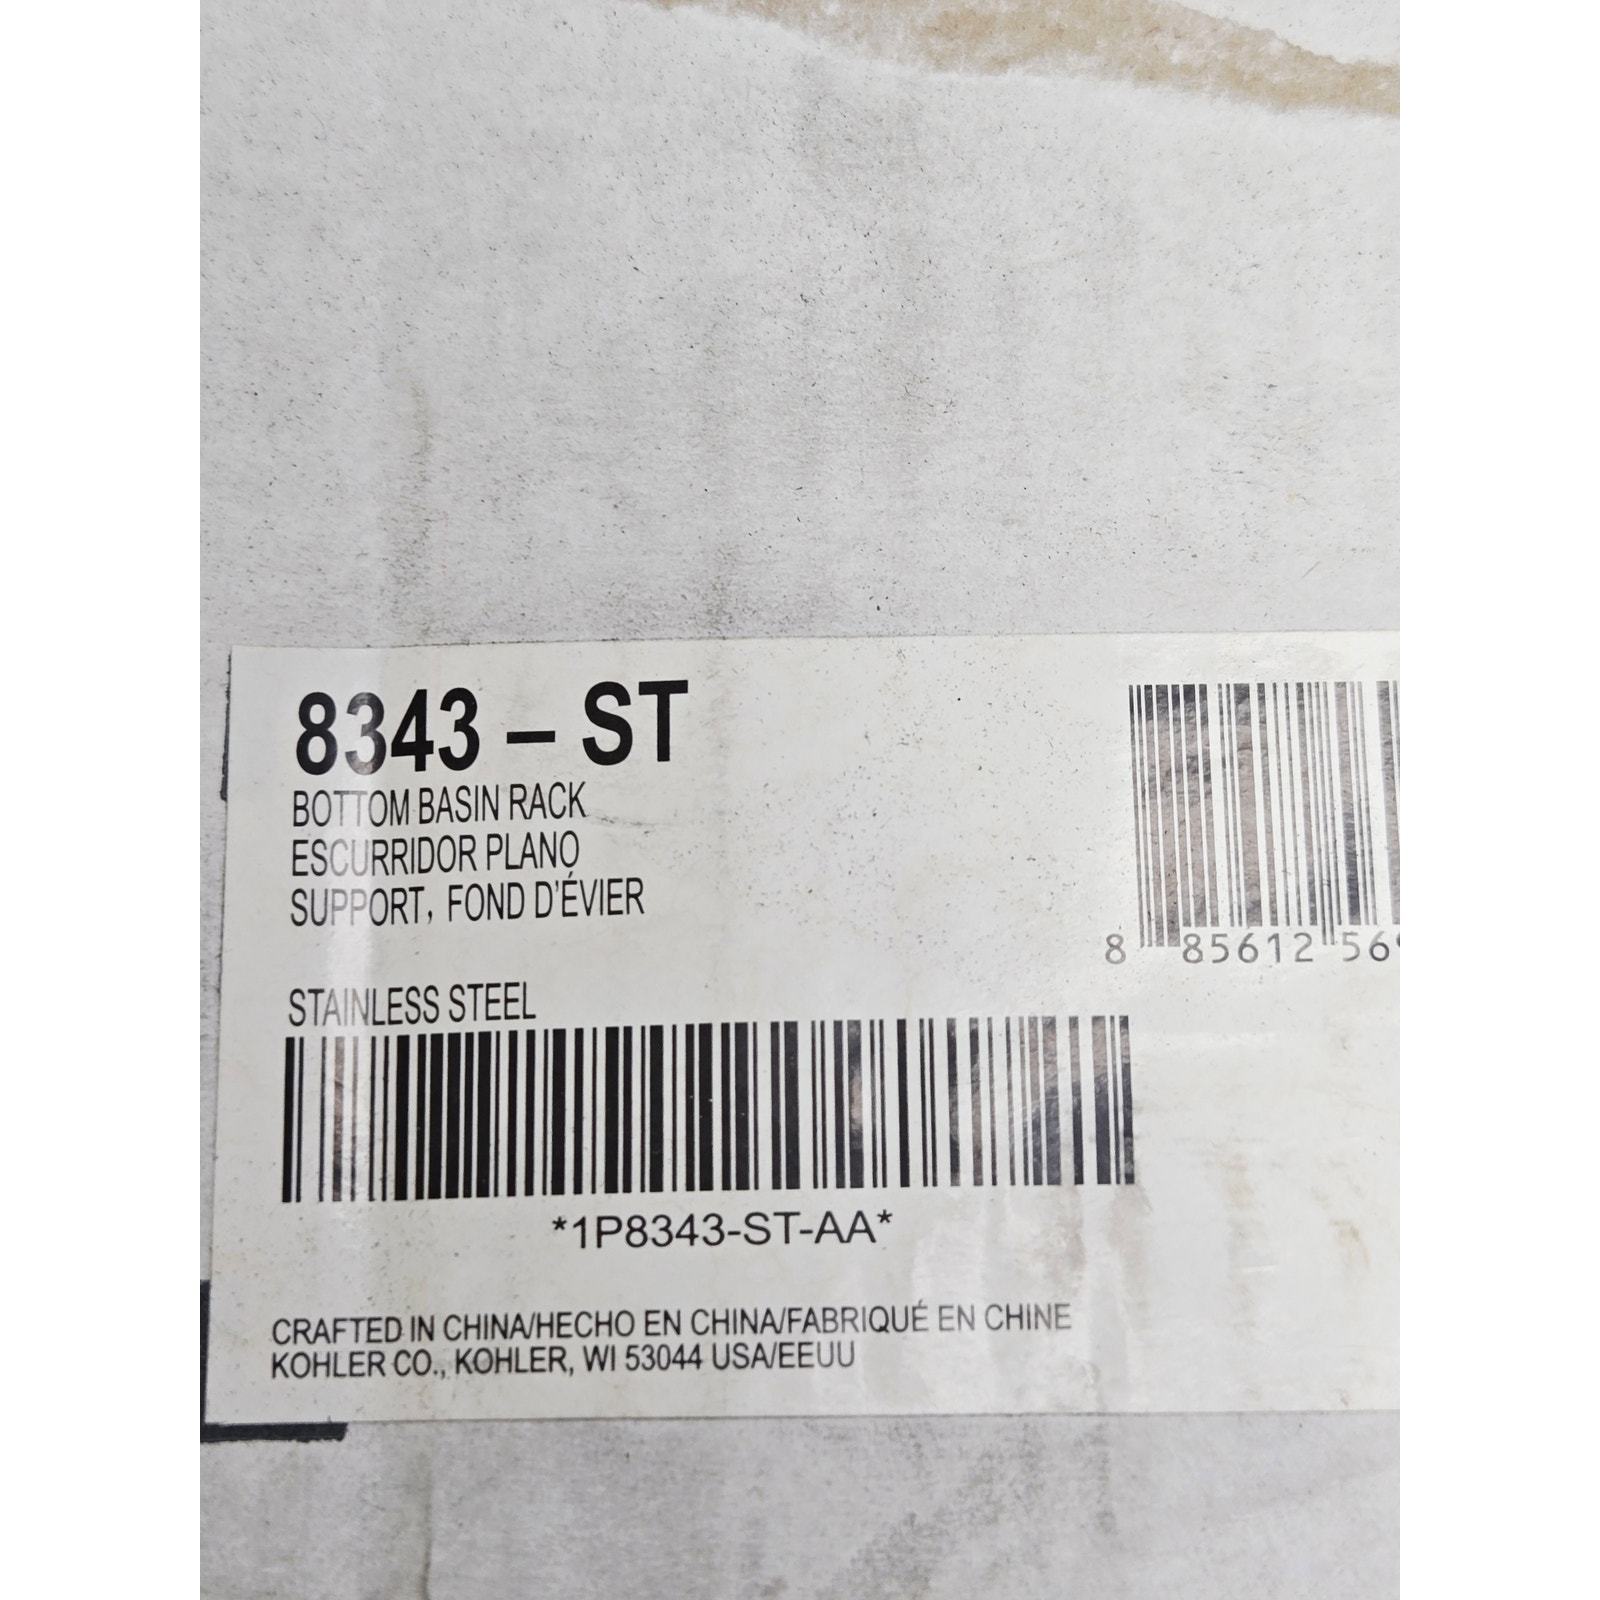 8343 – ST
BOTTOM BASIN RACK
ESCURRIDOR PLANO
SUPPORT, FOND D'ÉVIER
STAINLESS STEEL
8 85612 56
*1P8343-ST-AA*
CRAFTED IN CHINA/HECHO EN CHINA/FABRIQUÉ EN CHINE
KOHLER CO., KOHLER, WI 53044 USA/EEUU